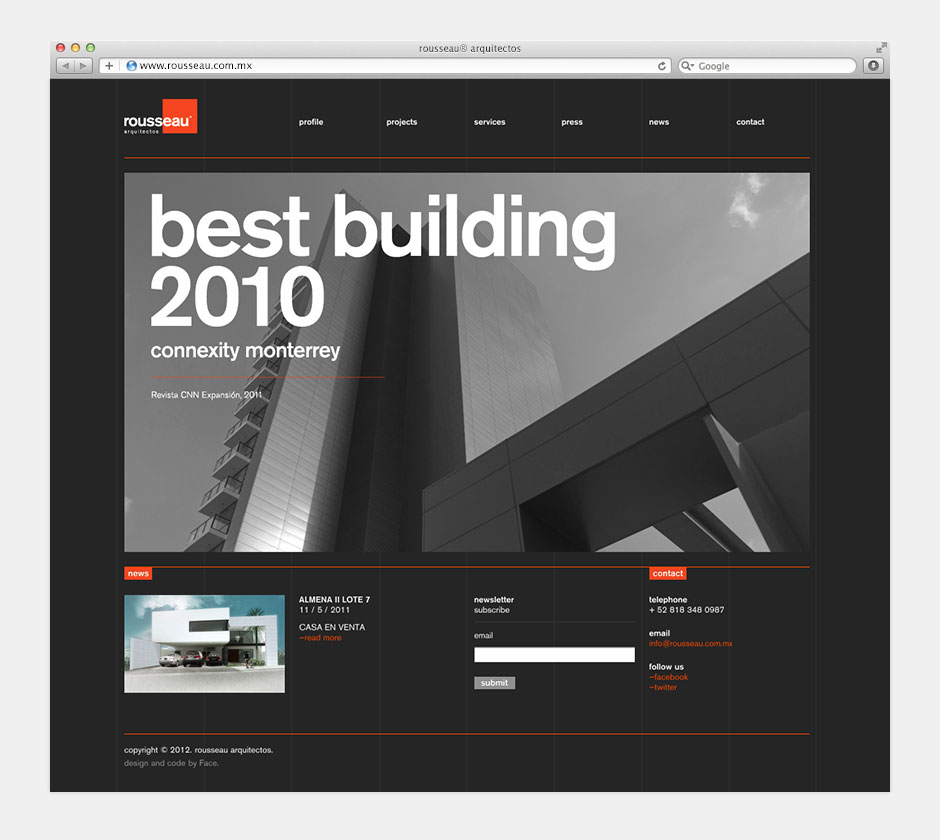 rousseau® arquitectos
www.rousseau.com.mx
Google
rousseau
arquitectos
profile
projects
services
press
news
contact
best building
2010
connexity monterrey
Revista CNN Expansión, 2011
news
ALMENA II LOTE 7
11 / 5 / 2011
CASA EN VENTA
~read more
newsletter
subscribe
email
submit
contact
telephone
+ 52 818 348 0987
email
info@rousseau.com.mx
follow us
~facebook
~twitter
copyright © 2012. rousseau arquitectos.
design and code by Face.